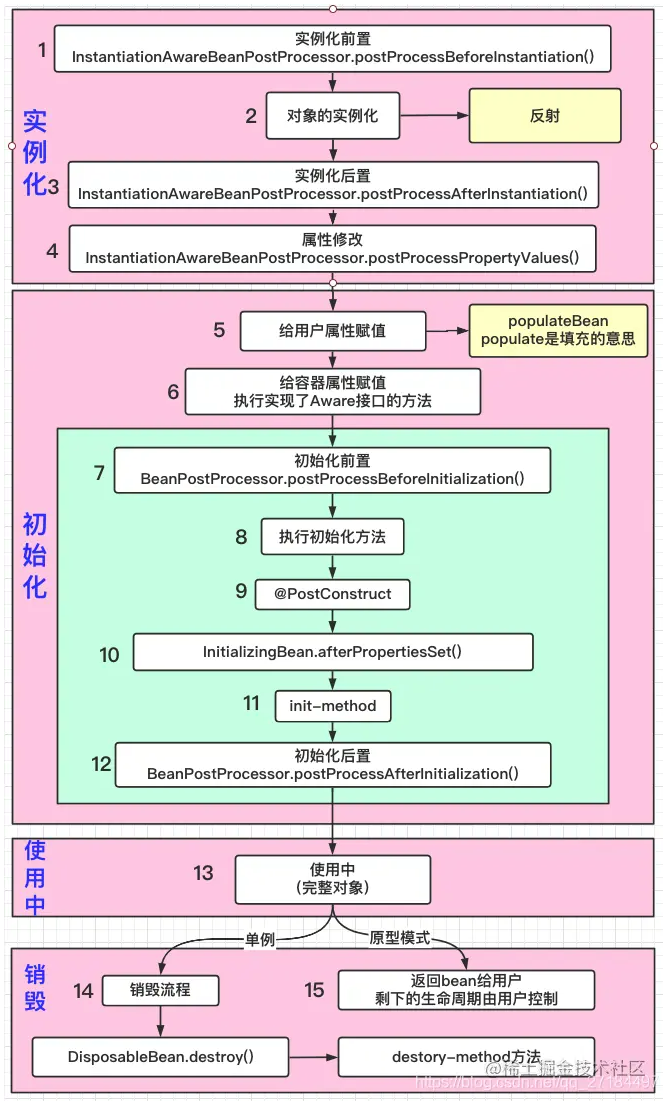 实例化
1
实例化前置
InstantiationAwareBeanPostProcessor.postProcessBeforeInstantiation()
2
对象的实例化
反射
3
实例化后置
InstantiationAwareBeanPostProcessor.postProcessAfterInstantiation()
4
属性修改
InstantiationAwareBeanPostProcessor.postProcessPropertyValues()
初始化
5
给用户属性赋值
populateBean
populate是填充的意思
6
给容器属性赋值
执行实现了Aware接口的方法
7
初始化前置
BeanPostProcessor.postProcessBeforeInitialization()
8
执行初始化方法
9
@PostConstruct
10
InitializingBean.afterPropertiesSet()
11
init-method
12
初始化后置
BeanPostProcessor.postProcessAfterInitialization()
使用中
13
使用中
(完整对象)
单例
原型模式
销毁
14
销毁流程
15
返回bean给用户
剩下的生命周期由用户控制
DisposableBean.destroy()
destory-method方法
@稀土掘金技术社区
https://blog.csdn.net/qq_27184497